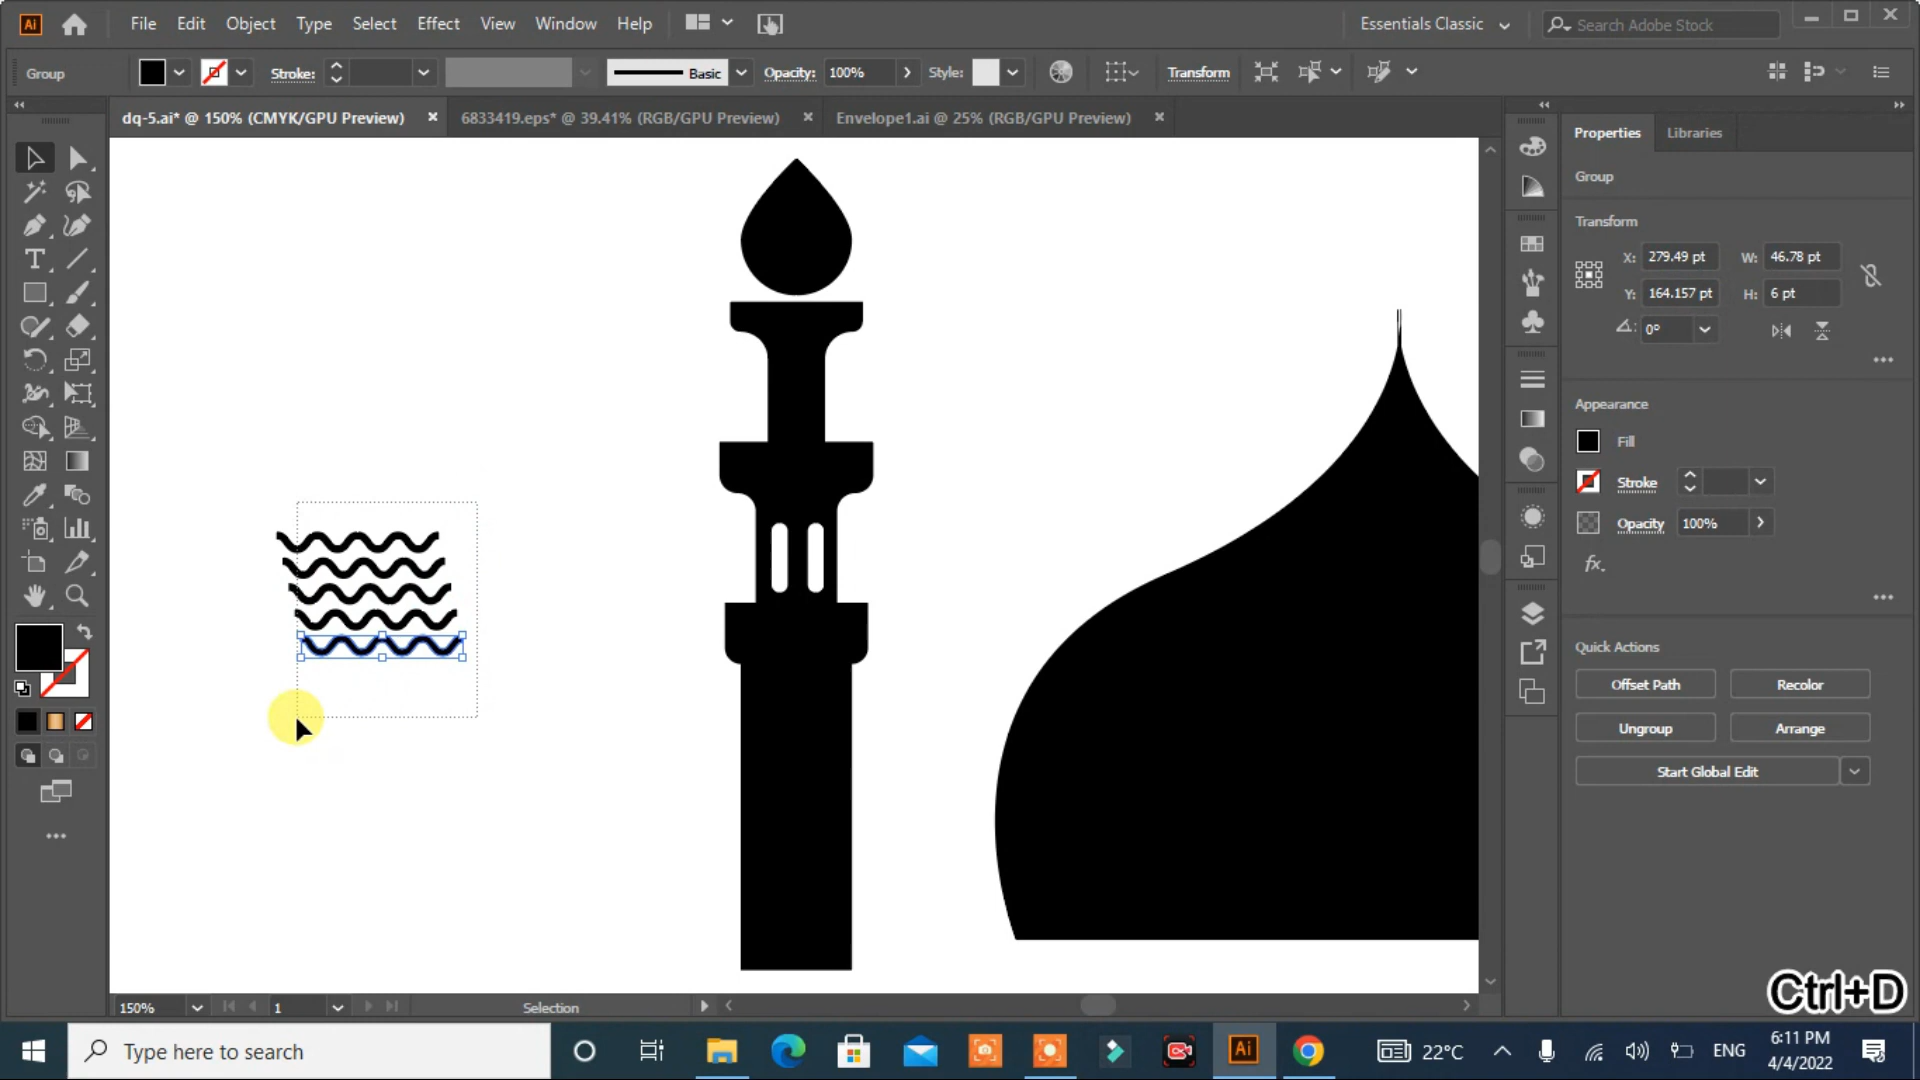 Ai File Edit Object Type Select Effect View Window Help Essentials Classic Search Adobe Stock
Group Stroke: Basic Opacity: 100% Style: Transform
dq-5.ai* @ 150% (CMYK/GPU Preview) × 6833419.eps* @ 39.41% (RGB/GPU Preview) × Envelope1.ai @ 25% (RGB/GPU Preview) ×
Properties Libraries
Group
Transform
X: 279.49 pt W: 46.78 pt
Y: 164.157 pt H: 6 pt
0°
Appearance
Fill
Stroke
Opacity 100%
fx.
Quick Actions
Offset Path Recolor
Ungroup Arrange
Start Global Edit
Ctrl+D
150% 1 Selection
Type here to search
Ai
22°C
ENG
6:11 PM
4/4/2022